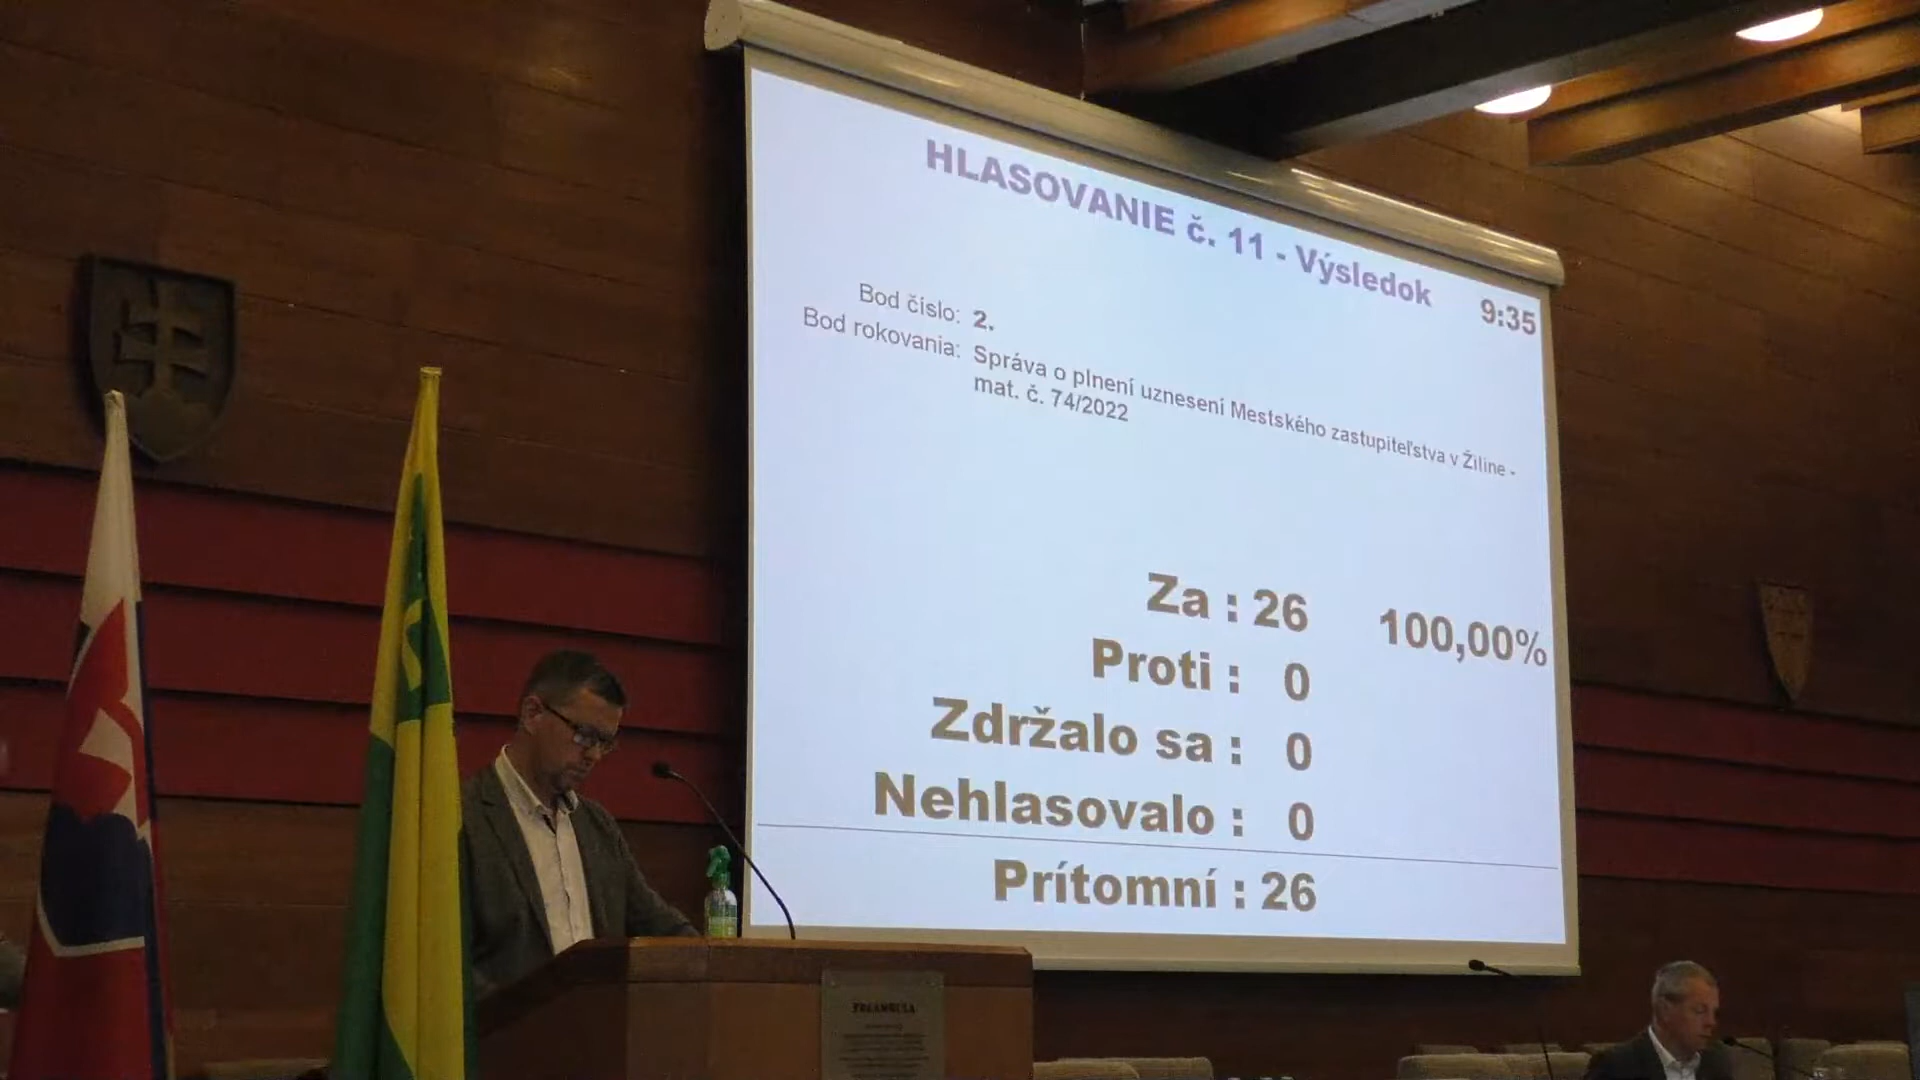 HLASOVANIE č. 11 - Výsledok
9:35
Bod číslo: 2.
Bod rokovania: Správa o plnení uznesení Mestského zastupiteľstva v Žiline -
mat. č. 74/2022
Za : 26 100,00%
Proti : 0
Zdržalo sa : 0
Nehlasovalo : 0
Prítomní : 26
PREAMBULA